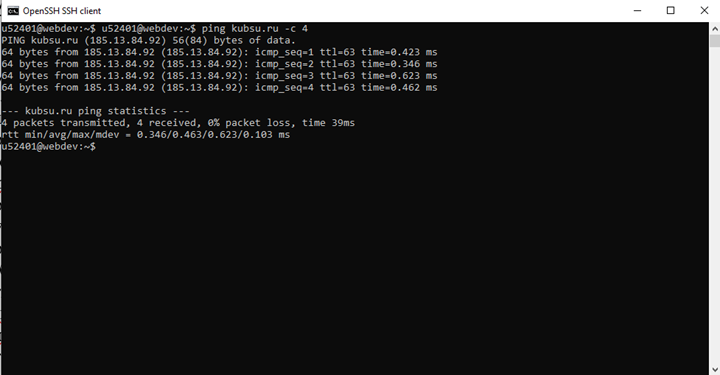 OpenSSH SSH client
u52401@webdev:~$ u52401@webdev:~$ ping kubsu.ru -c 4
PING kubsu.ru (185.13.84.92) 56(84) bytes of data.
64 bytes from 185.13.84.92 (185.13.84.92): icmp_seq=1 ttl=63 time=0.423 ms
64 bytes from 185.13.84.92 (185.13.84.92): icmp_seq=2 ttl=63 time=0.346 ms
64 bytes from 185.13.84.92 (185.13.84.92): icmp_seq=3 ttl=63 time=0.623 ms
64 bytes from 185.13.84.92 (185.13.84.92): icmp_seq=4 ttl=63 time=0.462 ms
--- kubsu.ru ping statistics ---
4 packets transmitted, 4 received, 0% packet loss, time 39ms
rtt min/avg/max/mdev = 0.346/0.463/0.623/0.103 ms
u52401@webdev:~$